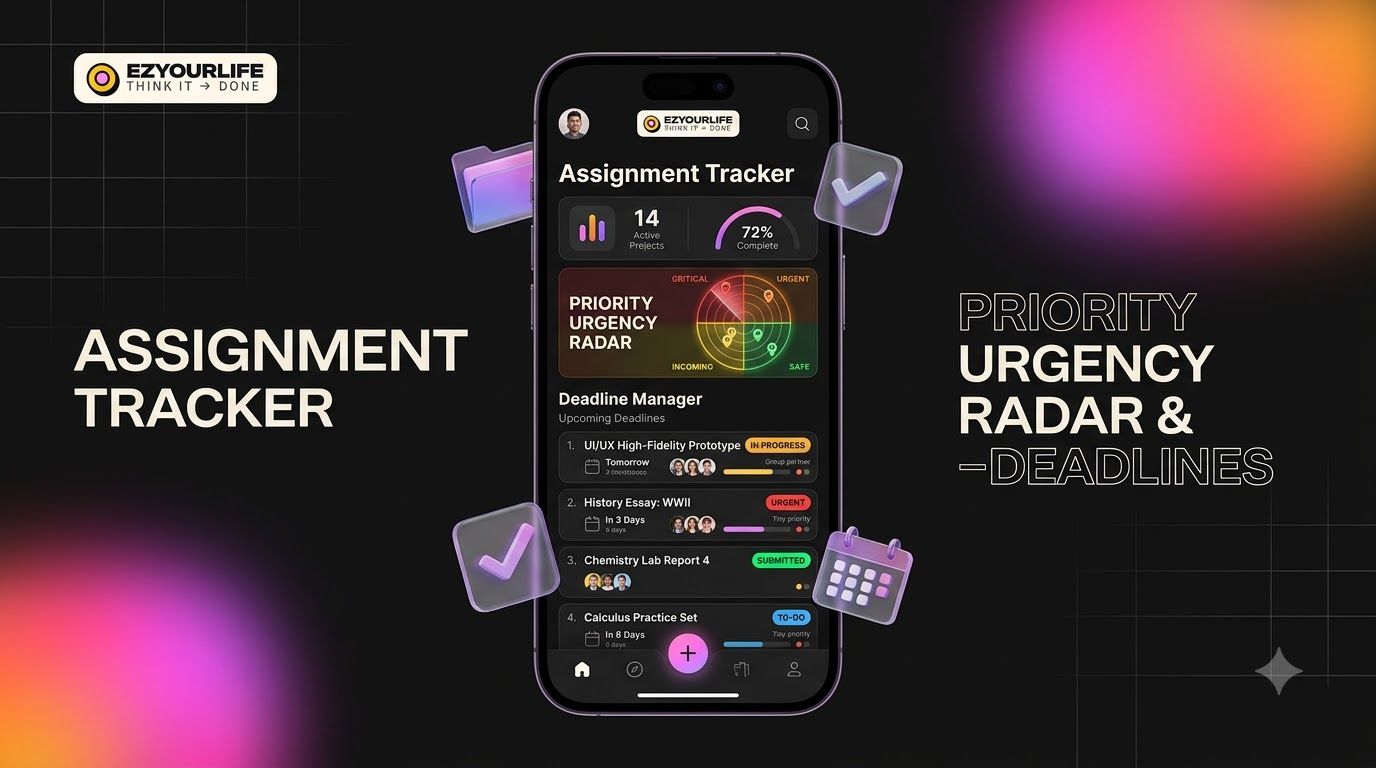 EZYOURLIFE
THINK IT → DONE
ASSIGNMENT
TRACKER
EZYOURLIFE
THINK IT → DONE
Assignment Tracker
14
Active
Prejects
72%
Complete
PRIORITY
URGENCY
RADAR
CRITICAL
URGENT
INCOMING
SAFE
Deadline Manager
Upcoming Deadlines
1. UI/UX High-Fidelity Prototype IN PROGRESS
Tomorrow
2. History Essay: WWII URGENT
In 3 Days
3. Chemistry Lab Report 4 SUBMITTED
4. Calculus Practice Set TO-DO
In 8 Days
PRIORITY
URGENCY
RADAR &
–DEADLINES